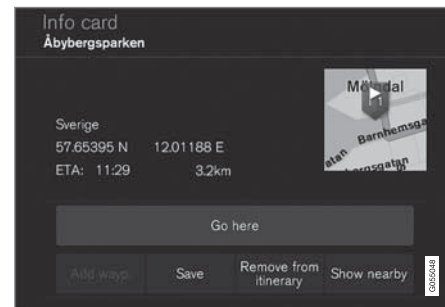 Info card
Åbybergsparken
Mölndal
Sverige
57.65395 N 12.01188 E
ETA: 11:29 3.2km
Barnhemsga
atan
Go here
Add wayp.
Save
Remove from
itinerary
Show nearby
G055048